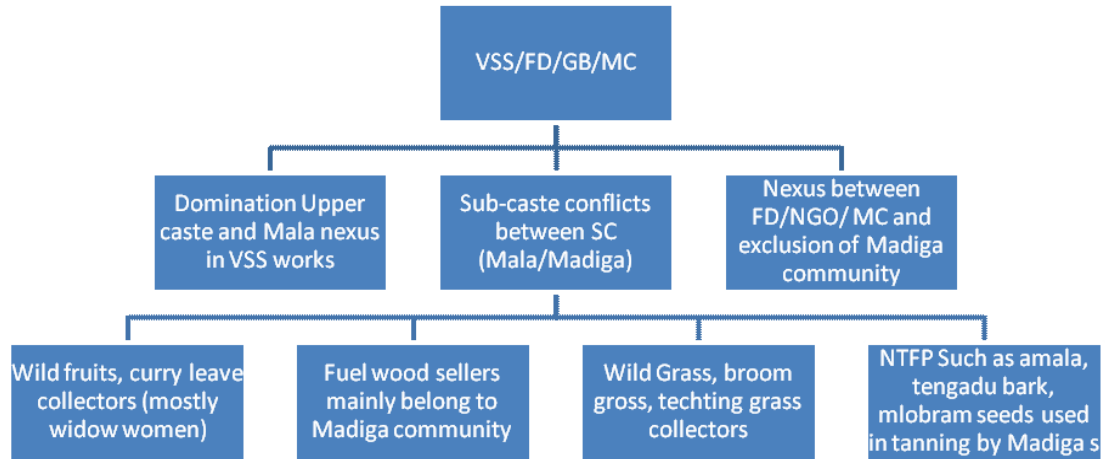 VSS/FD/GB/MC
Domination Upper
caste and Mala nexus
in VSS works
Sub-caste conflicts
between SC
(Mala/Madiga)
Nexus between
FD/NGO/ MC and
exclusion of Madiga
community
Wild fruits, curry leave
collectors (mostly
widow women)
Fuel wood sellers
mainly belong to
Madiga community
Wild Grass, broom
gross, techting grass
collectors
NTFP Such as amala,
tengadu bark,
mlobram seeds used
in tanning by Madiga s